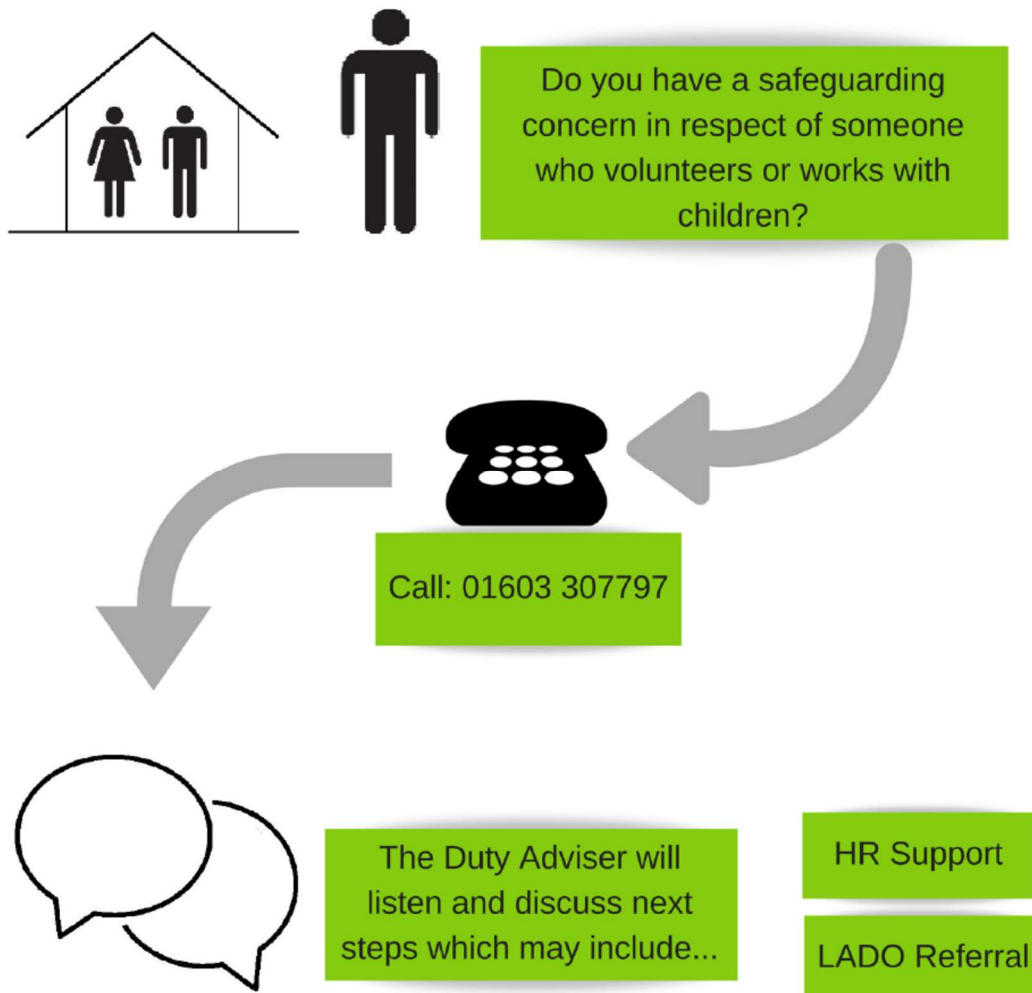 Do you have a safeguarding
concern in respect of someone
who volunteers or works with
children?
Call: 01603 307797
The Duty Adviser will
listen and discuss next
steps which may include...
HR Support
LADO Referral